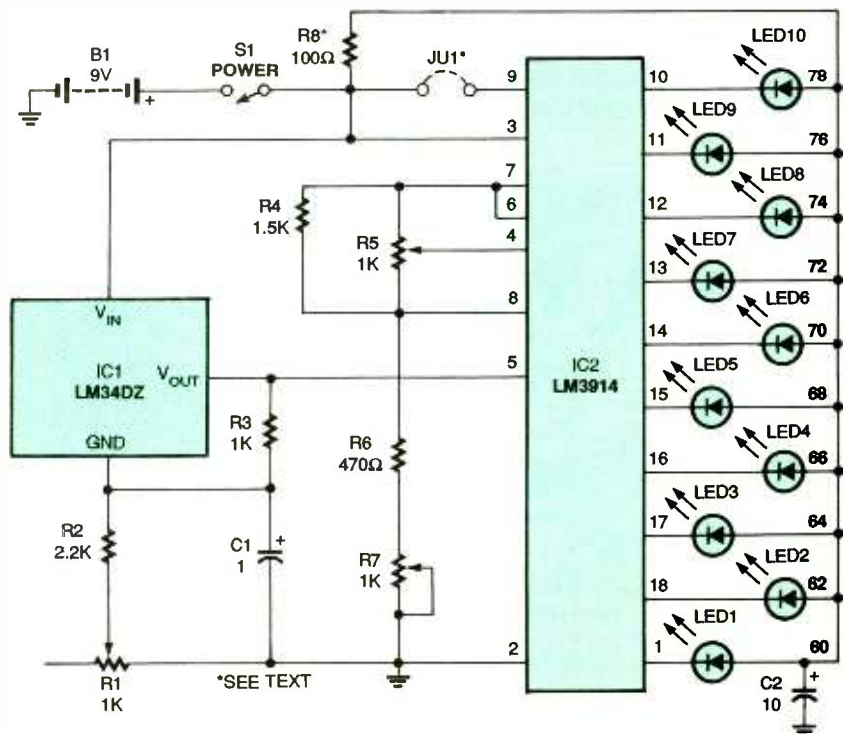 B1
9V
+
S1
POWER
R8*
100Ω
JU1*
9
3
7
6
4
8
5
2
R4
1.5K
R5
1K
R6
470Ω
R7
1K
VIN
IC1
LM34DZ
VOUT
GND
R3
1K
R2
2.2K
C1
1
+
R1
1K
*SEE TEXT
IC2
LM3914
10
LED10
78
11
LED9
76
12
LED8
74
13
LED7
72
14
LED6
70
15
LED5
68
16
LED4
66
17
LED3
64
18
LED2
62
1
LED1
60
C2
10
+